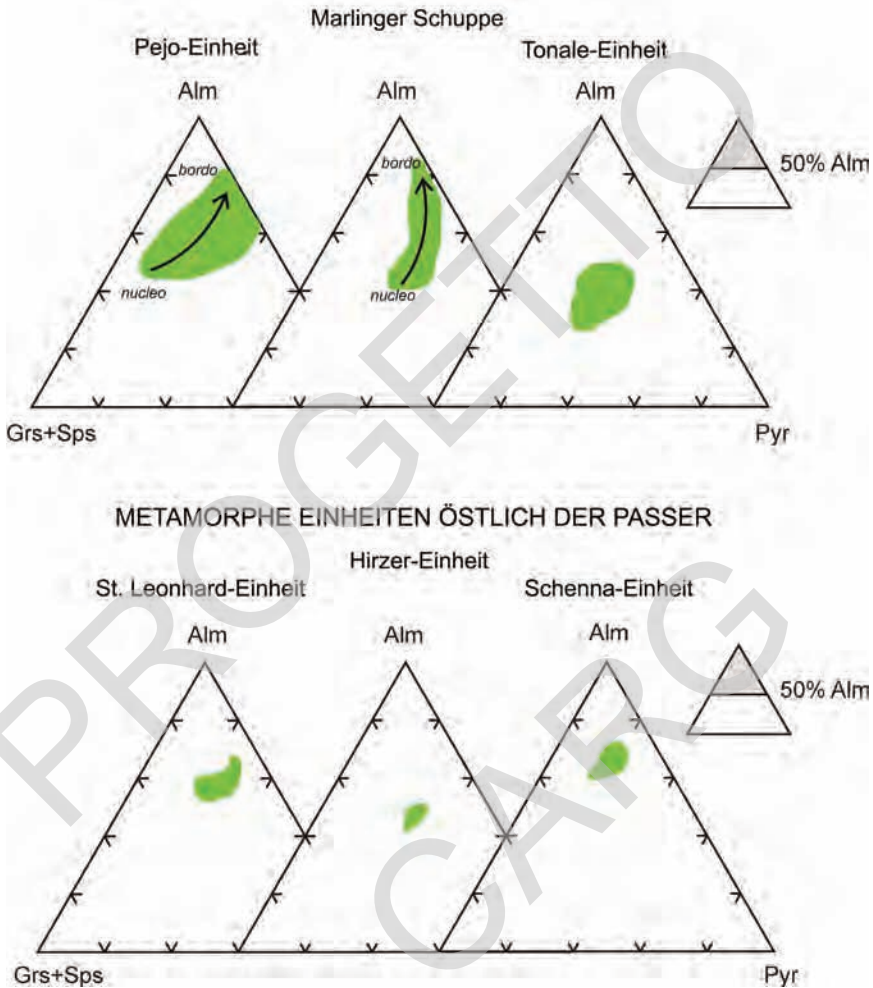 Marlinger Schuppe
Pejo-Einheit
Tonale-Einheit
Alm
Alm
Alm
bordo
bordo
50% Alm
nucleo
nucleo
Grs+Sps
Pyr
METAMORPHE EINHEITEN ÖSTLICH DER PASSER
Hirzer-Einheit
St. Leonhard-Einheit
Schenna-Einheit
Alm
Alm
Alm
50% Alm
Grs+Sps
Pyr
PROGETTO
CARG